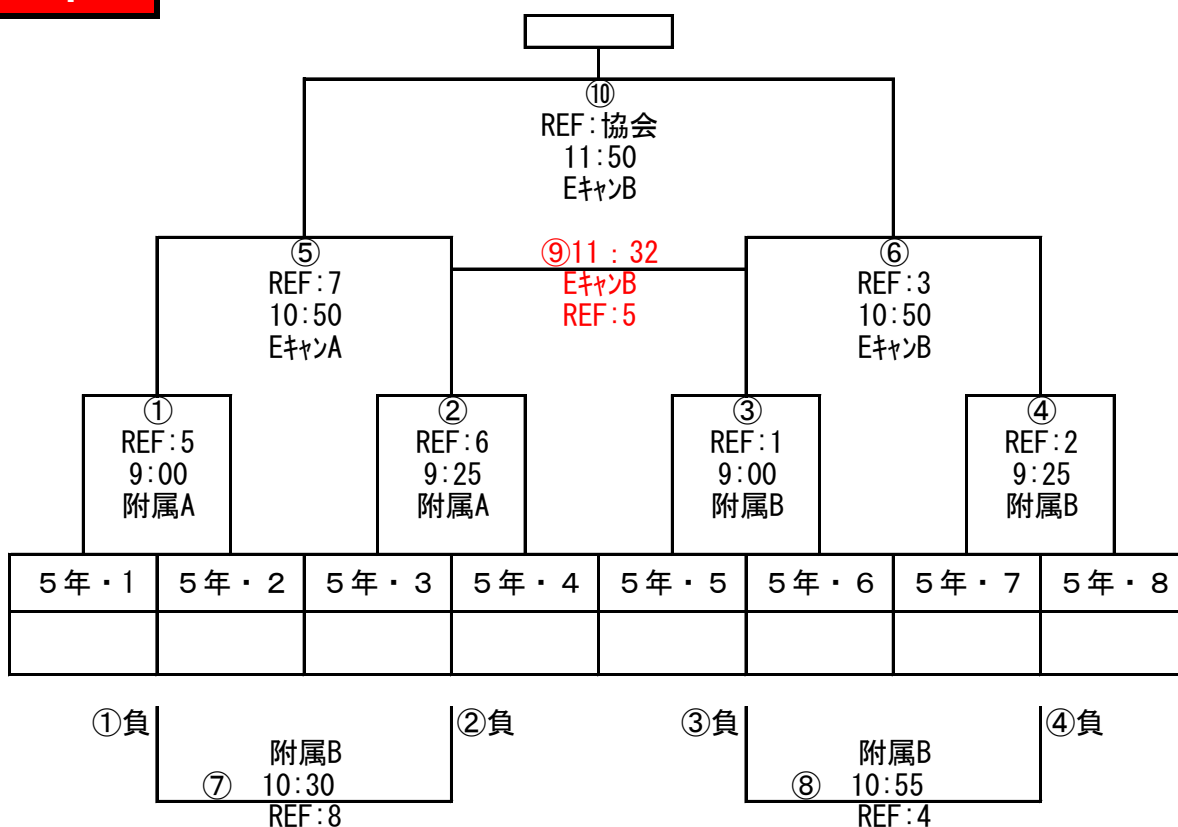 ⑩
REF:協会
11:50
EキャンB
⑤
REF:7
10:50
EキャンA
⑨11：32
EキャンB
REF:5
⑥
REF:3
10:50
EキャンB
①
REF:5
9:00
附属A
②
REF:6
9:25
附属A
③
REF:1
9:00
附属B
④
REF:2
9:25
附属B
５年・１ ５年・２ ５年・３ ５年・４ ５年・５ ５年・６ ５年・７ ５年・８
①負 ②負 ③負 ④負
附属B
⑦ 10:30
REF:8
附属B
⑧ 10:55
REF:4